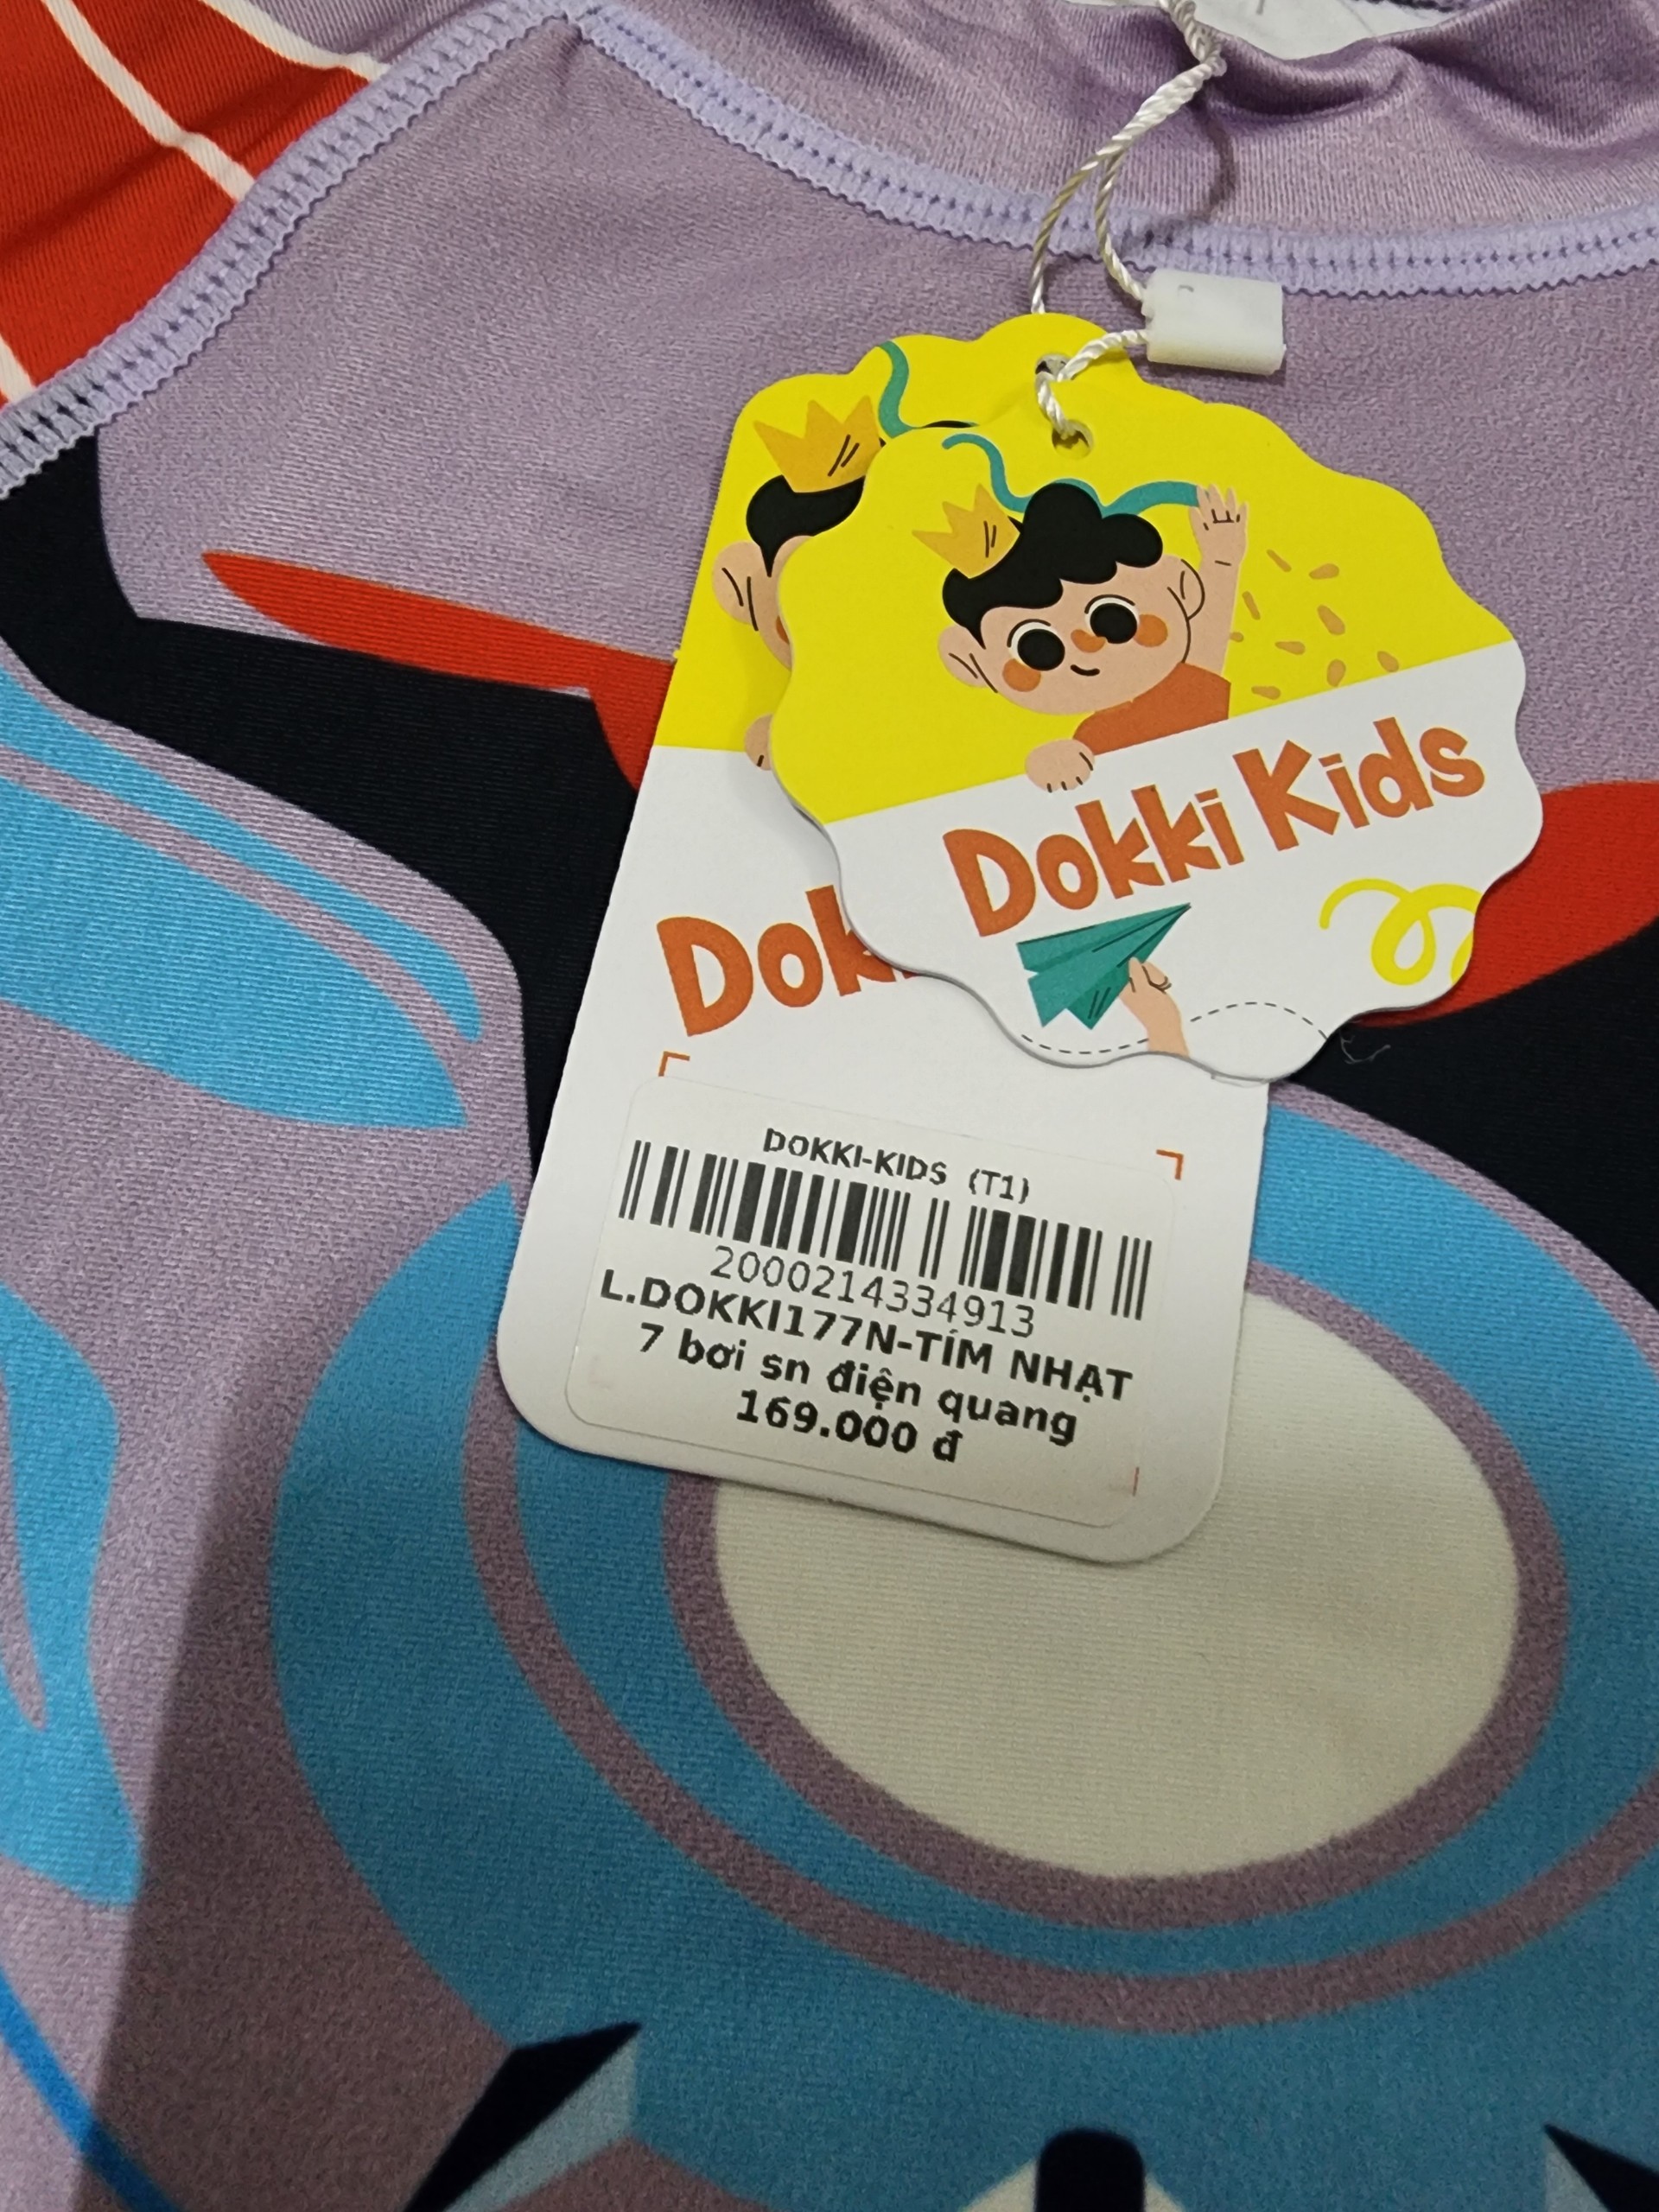 Dokki Kids
Dok
DOKKI-KIDS (T1)
2000214334913
L.DOKKI177N-TÍM NHẠT
7 bơi sn điện quang
169.000 đ